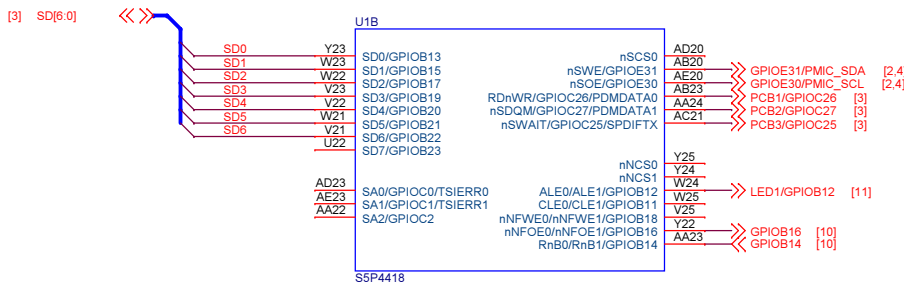 [3] SD[6:0]
U1B
SD0 Y23 SD0/GPIOB13
SD1 W23 SD1/GPIOB15
SD2 W22 SD2/GPIOB17
SD3 V23 SD3/GPIOB19
SD4 V22 SD4/GPIOB20
SD5 W21 SD5/GPIOB21
SD6 V21 SD6/GPIOB22
U22 SD7/GPIOB23
AD23 SA0/GPIOC0/TSIERR0
AE23 SA1/GPIOC1/TSIERR1
AA22 SA2/GPIOC2
nSCS0 AD20
nSWE/GPIOE31 AB20 GPIOE31/PMIC_SDA [2,4]
nSOE/GPIOE30 AE20 GPIOE30/PMIC_SCL [2,4]
RDnWR/GPIOC26/PDMDATA0 AB23 PCB1/GPIOC26 [3]
nSDQM/GPIOC27/PDMDATA1 AA24 PCB2/GPIOC27 [3]
nSWAIT/GPIOC25/SPDIFTX AC21 PCB3/GPIOC25 [3]
nNCS0 Y25
nNCS1 Y24
ALE0/ALE1/GPIOB12 W24 LED1/GPIOB12 [11]
CLE0/CLE1/GPIOB11 W25
nNFWE0/nNFWE1/GPIOB18 V25
nNFOE0/nNFOE1/GPIOB16 Y22 GPIOB16 [10]
RnB0/RnB1/GPIOB14 AA23 GPIOB14 [10]
S5P4418